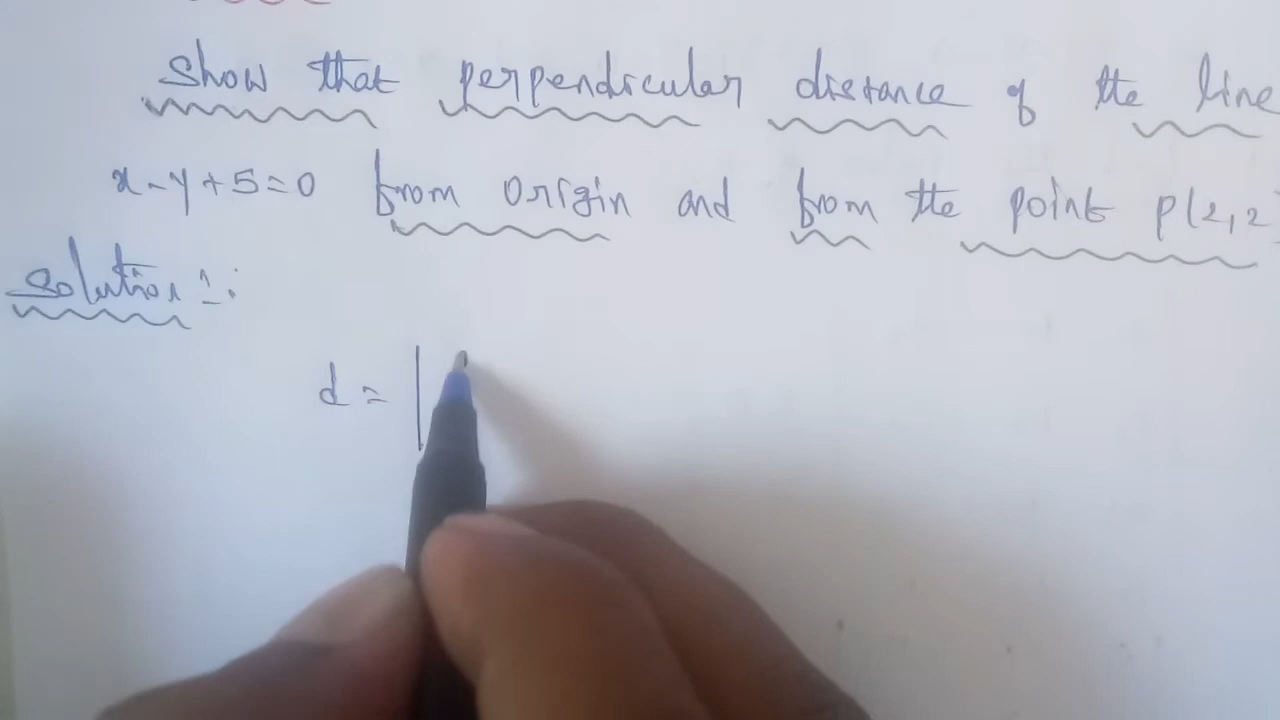 Show that perpendicular distance of the line
x-y+5=0 from origin and from the point P(2,2
Solution:
d = |